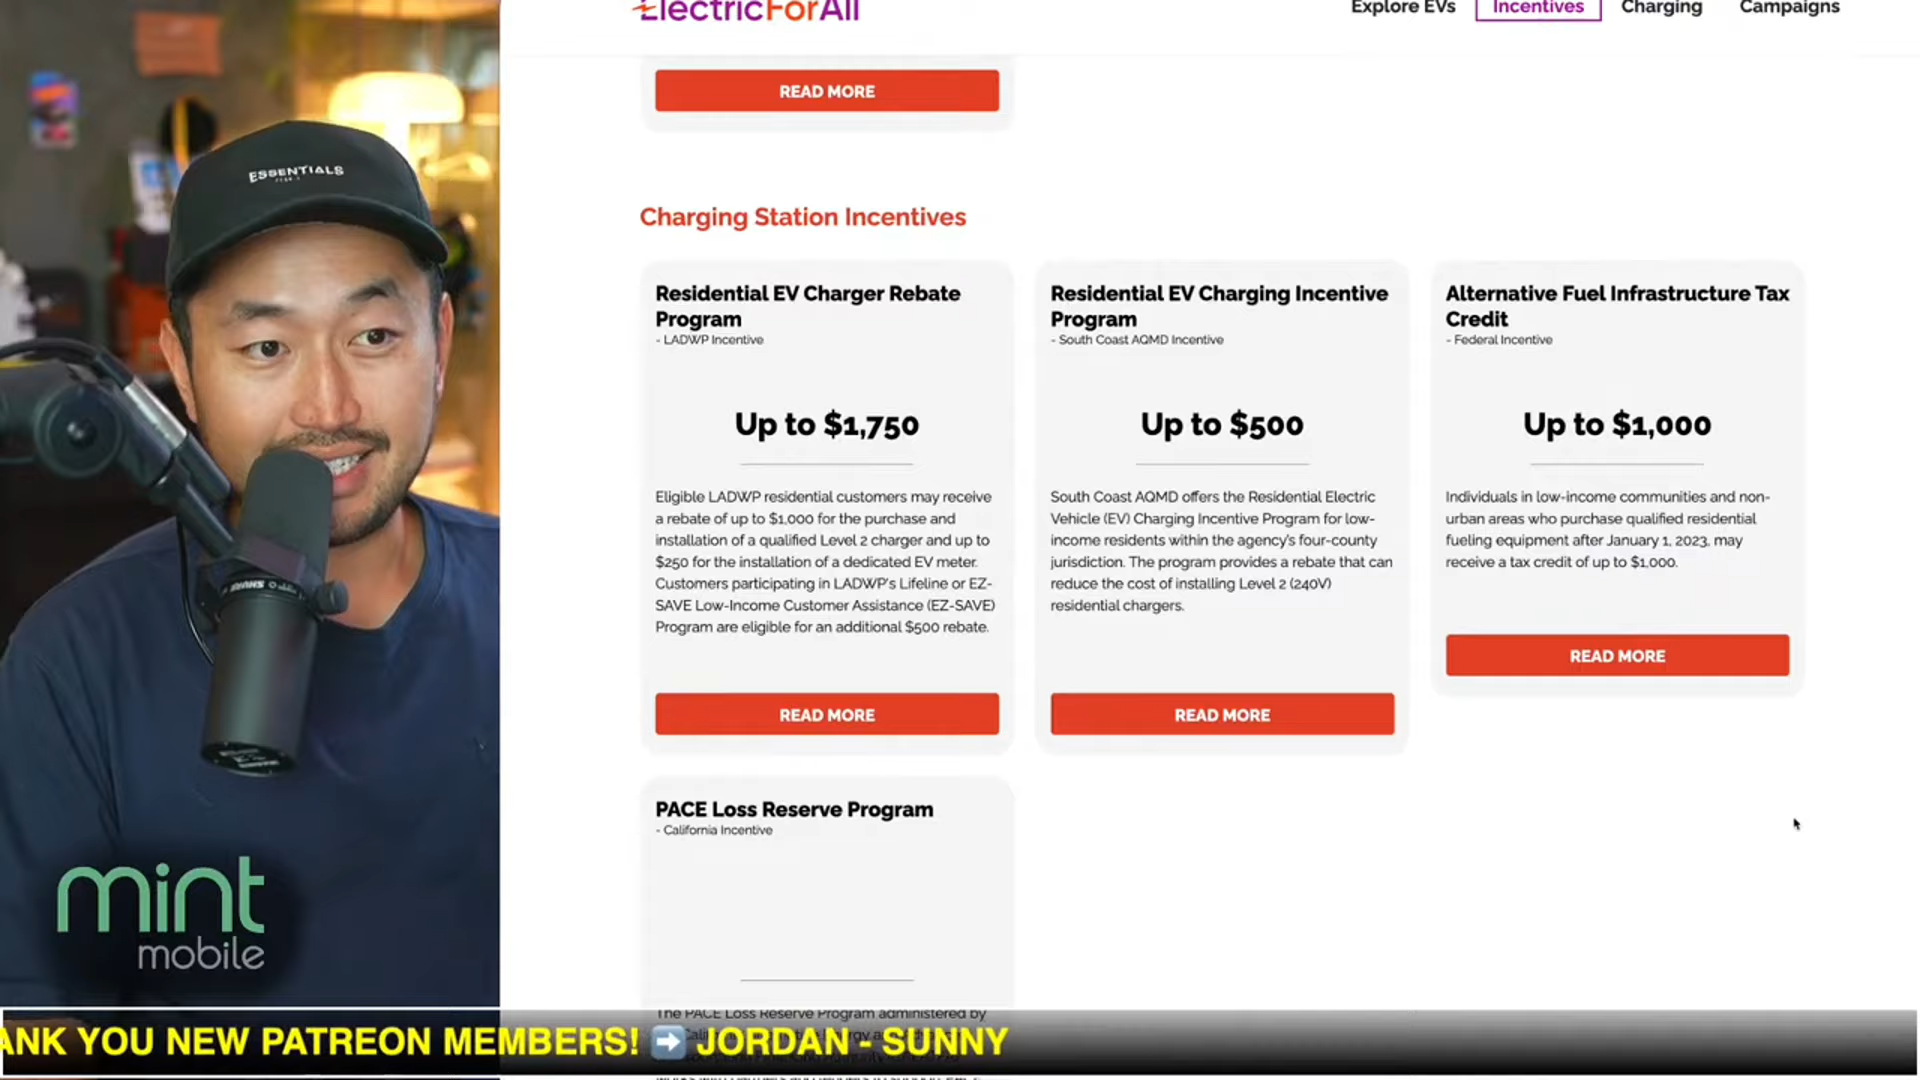 ElectricForAll
Explore EVs
Incentives
Charging
Campaigns
READ MORE
Charging Station Incentives
Residential EV Charger Rebate
Program
- LADWP Incentive
Up to $1,750
Eligible LADWP residential customers may receive
a rebate of up to $1,000 for the purchase and
installation of a qualified Level 2 charger and up to
$250 for the installation of a dedicated EV meter.
Customers participating in LADWP's Lifeline or EZ-
SAVE Low-Income Customer Assistance (EZ-SAVE)
Program are eligible for an additional $500 rebate.
READ MORE
Residential EV Charging Incentive
Program
- South Coast AQMD Incentive
Up to $500
South Coast AQMD offers the Residential Electric
Vehicle (EV) Charging Incentive Program for low-
income residents within the agency's four-county
jurisdiction. The program provides a rebate that can
reduce the cost of installing Level 2 (240V)
residential chargers.
READ MORE
Alternative Fuel Infrastructure Tax
Credit
- Federal Incentive
Up to $1,000
Individuals in low-income communities and non-
urban areas who purchase qualified residential
fueling equipment after January 1, 2023, may
receive a tax credit of up to $1,000.
READ MORE
PACE Loss Reserve Program
- California Incentive
The PACE Loss Reserve Program administered by
ESSENTIALS
SHURE
mint
mobile
ANK YOU NEW PATREON MEMBERS! ➡️ JORDAN - SUNNY